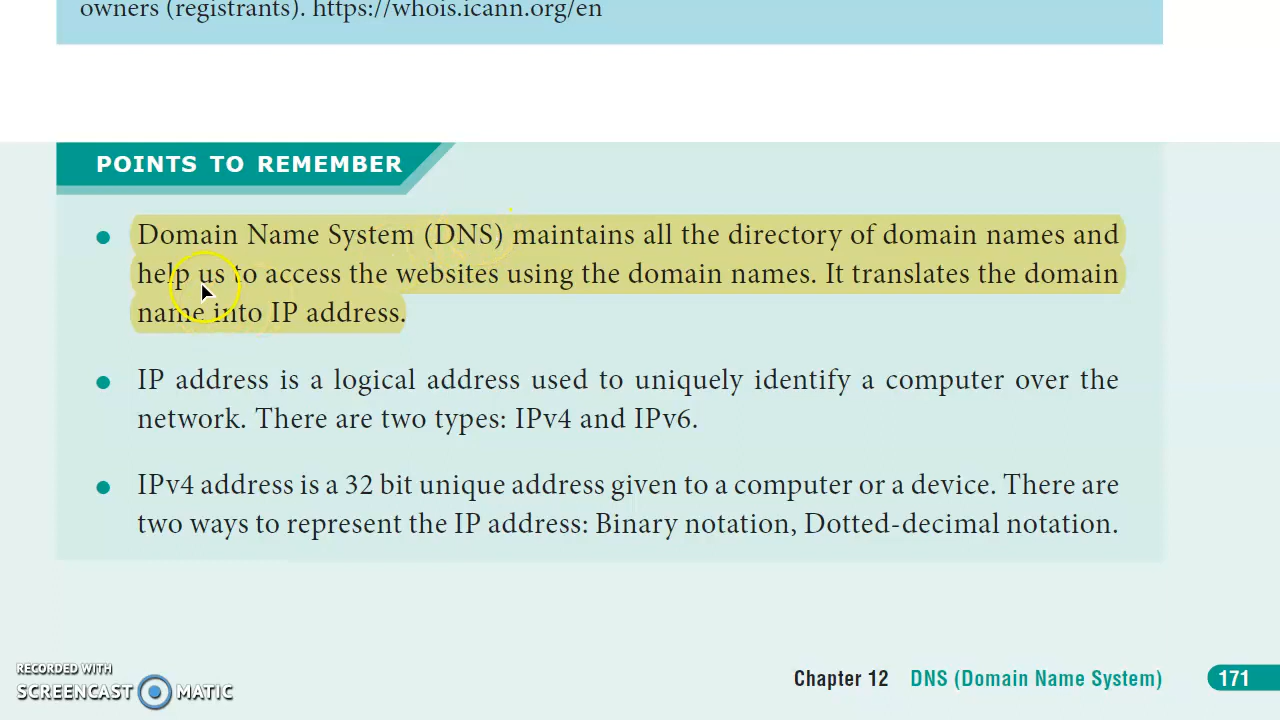 owners (registrants). https://whois.icann.org/en
POINTS TO REMEMBER
• Domain Name System (DNS) maintains all the directory of domain names and
help us to access the websites using the domain names. It translates the domain
name into IP address.
• IP address is a logical address used to uniquely identify a computer over the
network. There are two types: IPv4 and IPv6.
• IPv4 address is a 32 bit unique address given to a computer or a device. There are
two ways to represent the IP address: Binary notation, Dotted-decimal notation.
RECORDED WITH
SCREENCAST MATIC
Chapter 12 DNS (Domain Name System) 171